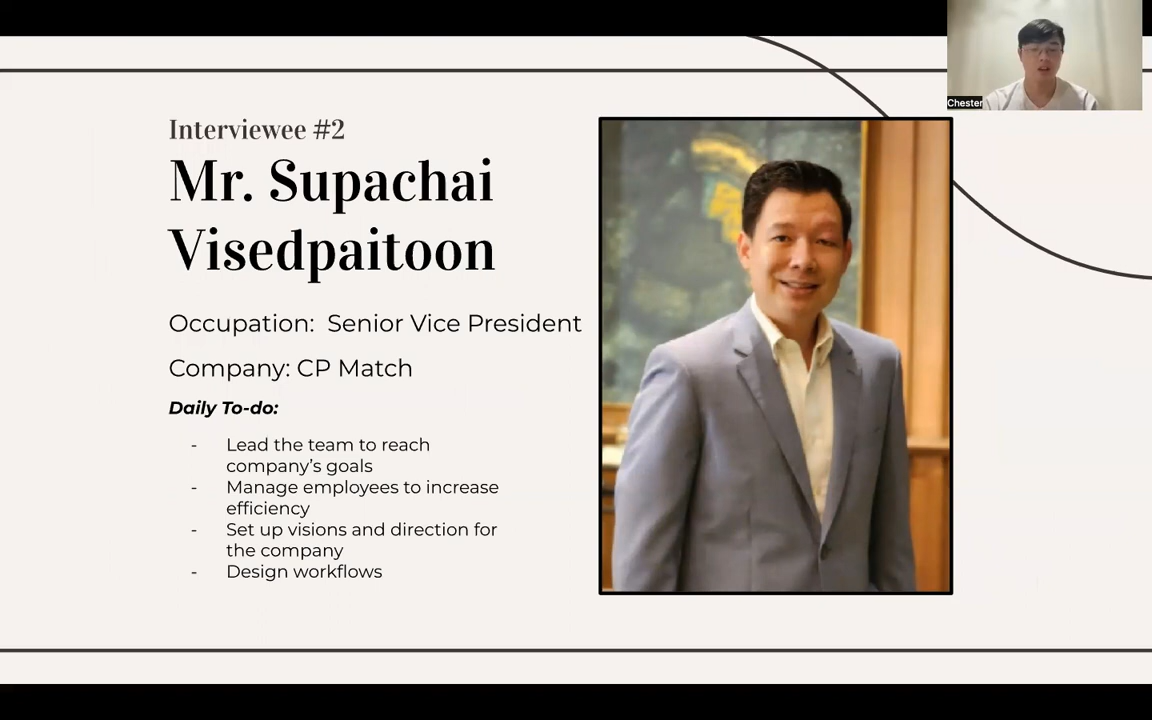 Interviewee #2
Mr. Supachai
Visedpaitoon
Occupation:  Senior Vice President
Company: CP Match
Daily To-do:
- Lead the team to reach
company’s goals
- Manage employees to increase
efficiency
- Set up visions and direction for
the company
- Design workflows
Chester